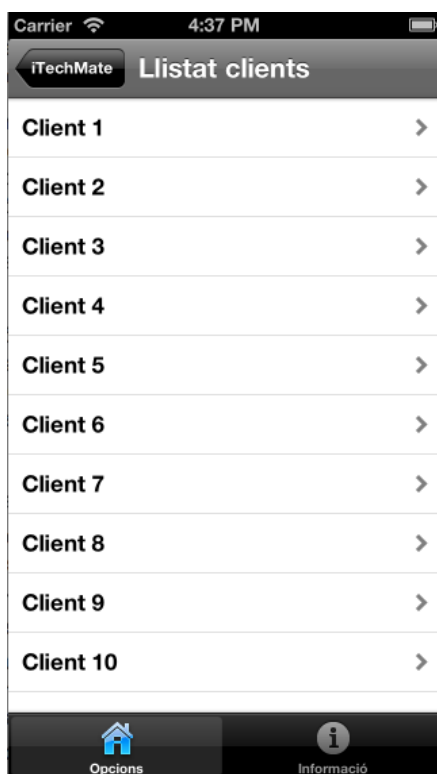 Carrier 4:37 PM
iTechMate Llistat clients
Client 1
Client 2
Client 3
Client 4
Client 5
Client 6
Client 7
Client 8
Client 9
Client 10
Opcions Informació